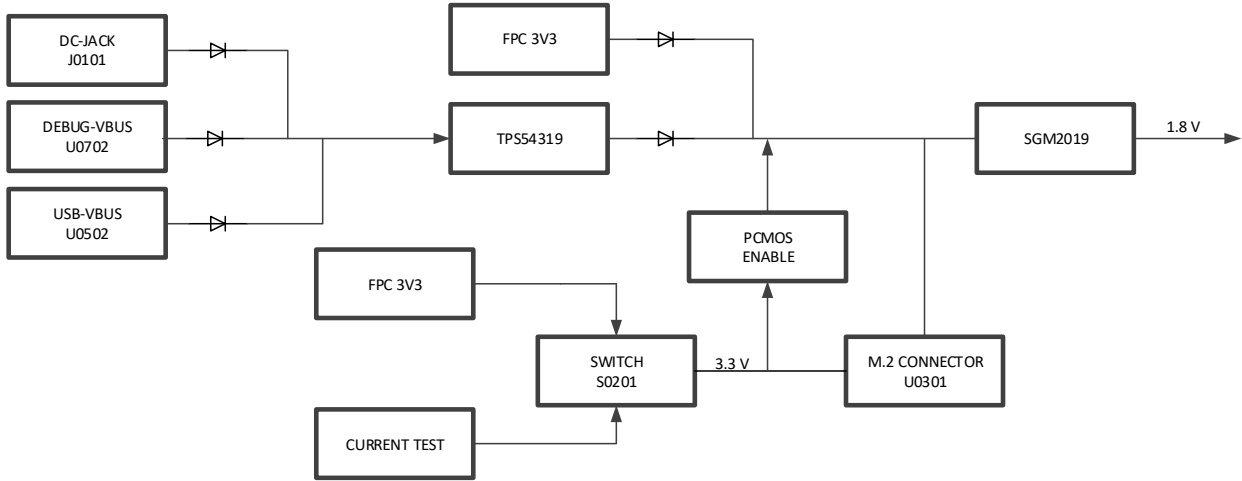 DC-JACK
J0101
FPC 3V3
DEBUG-VBUS
U0702
TPS54319
SGM2019
1.8 V
USB-VBUS
U0502
PCMOS
ENABLE
FPC 3V3
SWITCH
S0201
3.3 V
M.2 CONNECTOR
U0301
CURRENT TEST